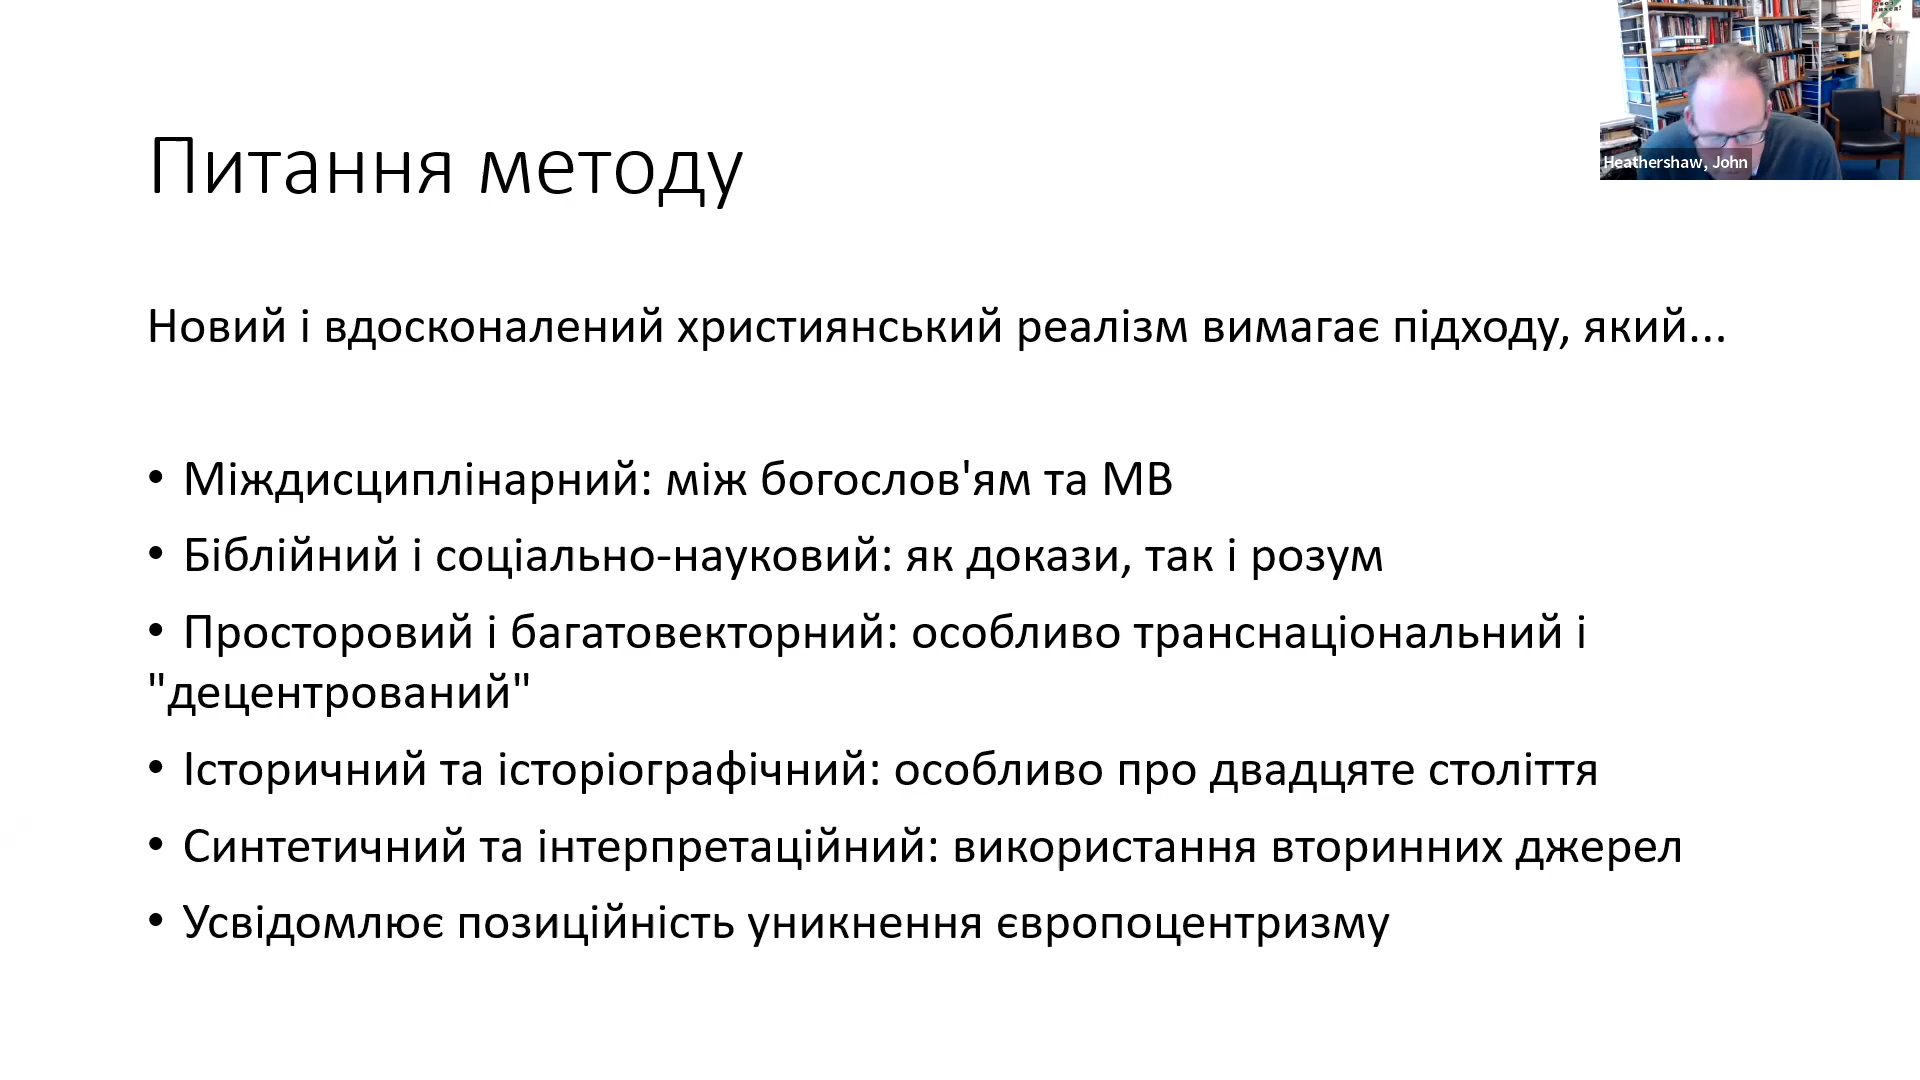 Питання методу
Heathershaw, John
Новий і вдосконалений християнський реалізм вимагає підходу, який...
• Міждисциплінарний: між богослов'ям та МВ
• Біблійний і соціально-науковий: як докази, так і розум
• Просторовий і багатовекторний: особливо транснаціональний і
"децентрований"
• Історичний та історіографічний: особливо про двадцяте століття
• Синтетичний та інтерпретаційний: використання вторинних джерел
• Усвідомлює позиційність уникнення європоцентризму